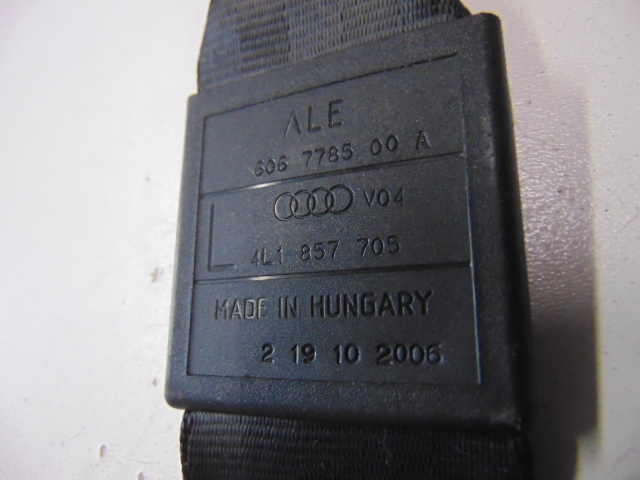 ALE
606 7785 00 A
V04
L
4L1 857 705
MADE IN HUNGARY
2 19 10 2006